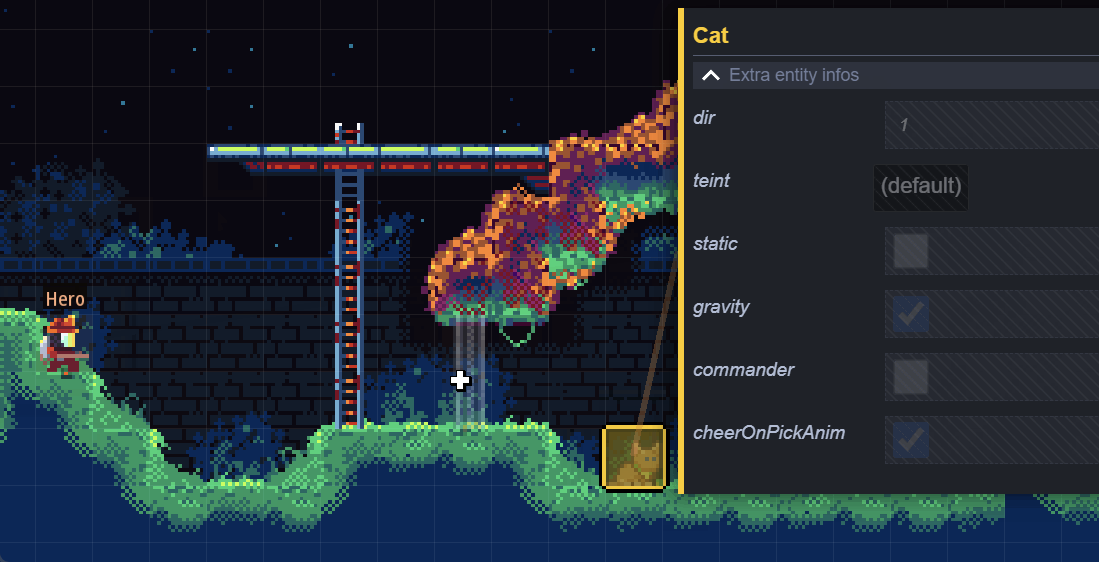 Cat
Extra entity infos
dir
1
teint
(default)
static
gravity
commander
cheerOnPickAnim
Hero